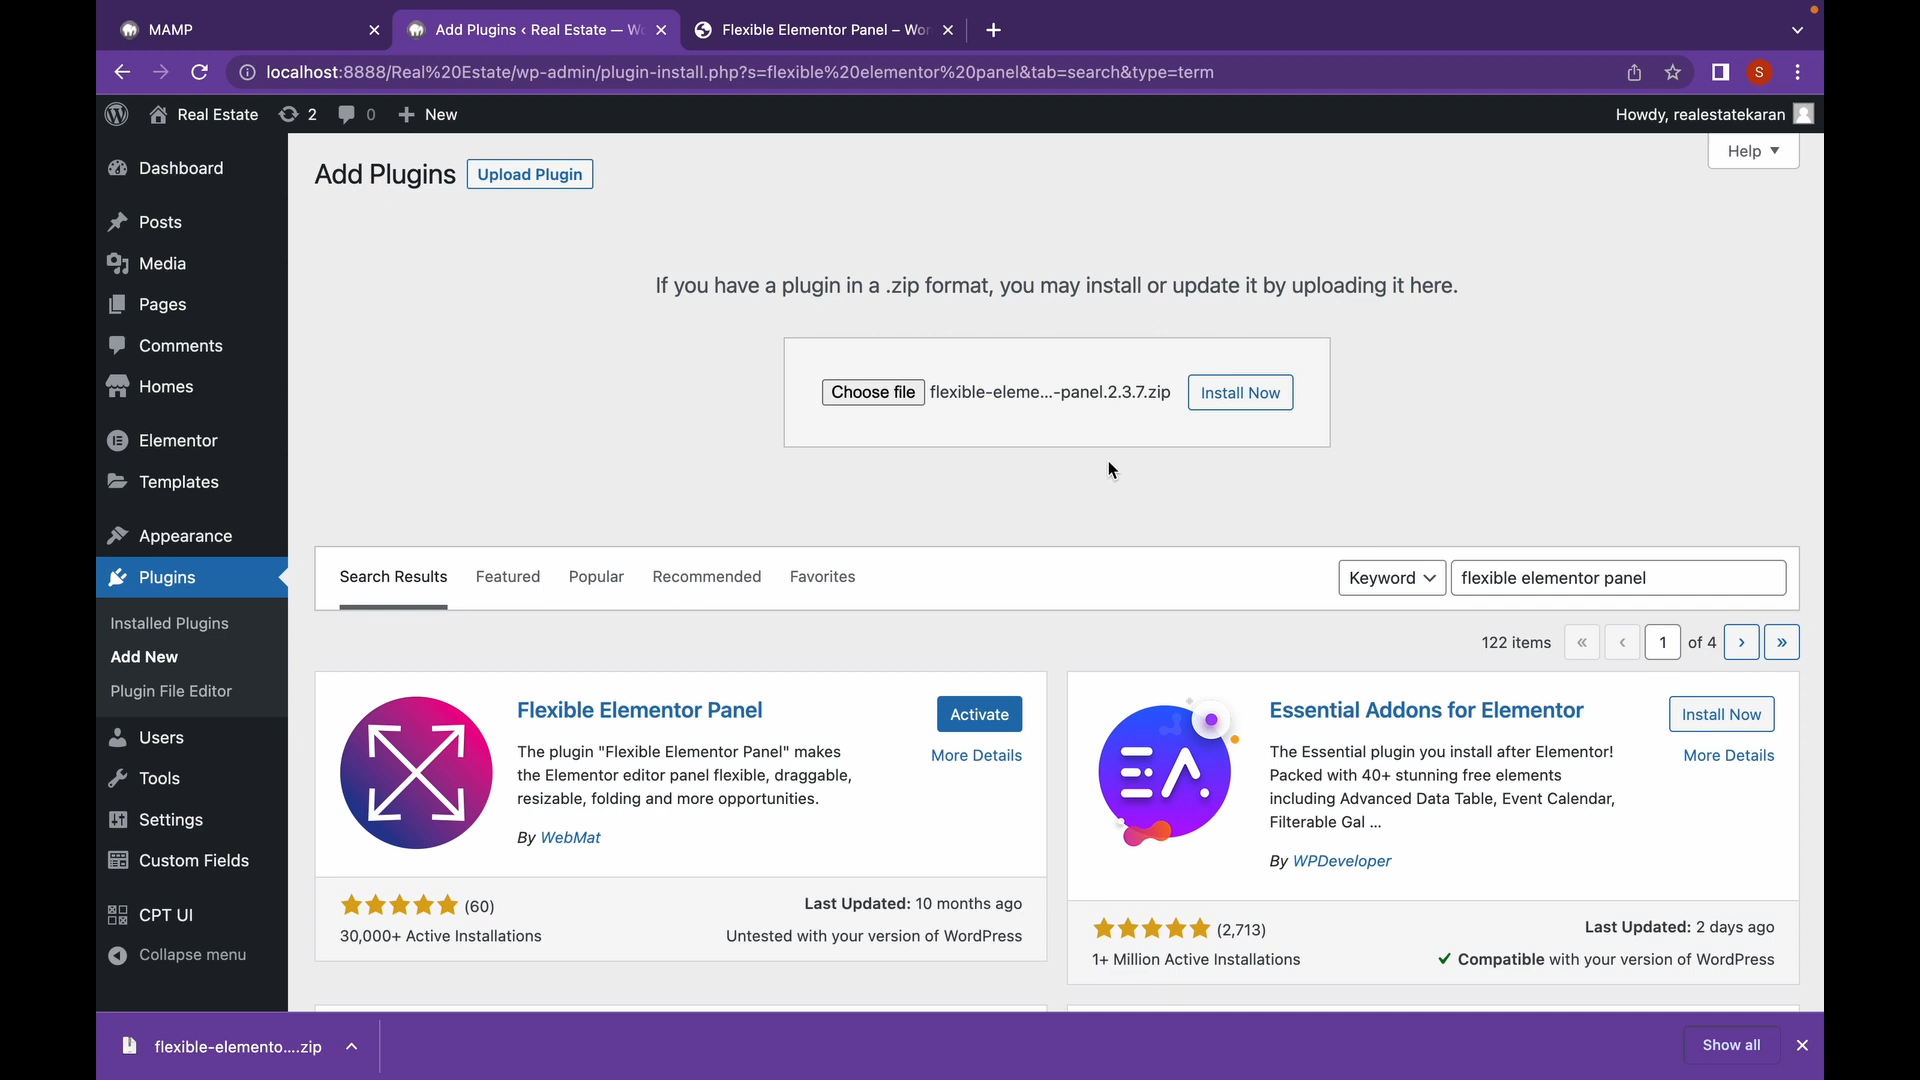 MAMP
Add Plugins ‹ Real Estate — Wo
Flexible Elementor Panel – Wor
localhost:8888/Real%20Estate/wp-admin/plugin-install.php?s=flexible%20elementor%20panel&tab=search&type=term
S
Real Estate
2
0
New
Howdy, realestatekaran
Help
Dashboard
Posts
Media
Pages
Comments
Homes
Elementor
Templates
Appearance
Plugins
Installed Plugins
Add New
Plugin File Editor
Users
Tools
Settings
Custom Fields
CPT UI
Collapse menu
Add Plugins
Upload Plugin
If you have a plugin in a .zip format, you may install or update it by uploading it here.
Choose file flexible-eleme...-panel.2.3.7.zip
Install Now
Search Results
Featured
Popular
Recommended
Favorites
Keyword
flexible elementor panel
122 items « ‹ 1 of 4 › »
Flexible Elementor Panel
Activate
More Details
The plugin "Flexible Elementor Panel" makes
the Elementor editor panel flexible, draggable,
resizable, folding and more opportunities.
By WebMat
(60)
30,000+ Active Installations
Last Updated: 10 months ago
Untested with your version of WordPress
Essential Addons for Elementor
Install Now
More Details
The Essential plugin you install after Elementor!
Packed with 40+ stunning free elements
including Advanced Data Table, Event Calendar,
Filterable Gal ...
By WPDeveloper
(2,713)
1+ Million Active Installations
Last Updated: 2 days ago
Compatible with your version of WordPress
flexible-elemento....zip
Show all